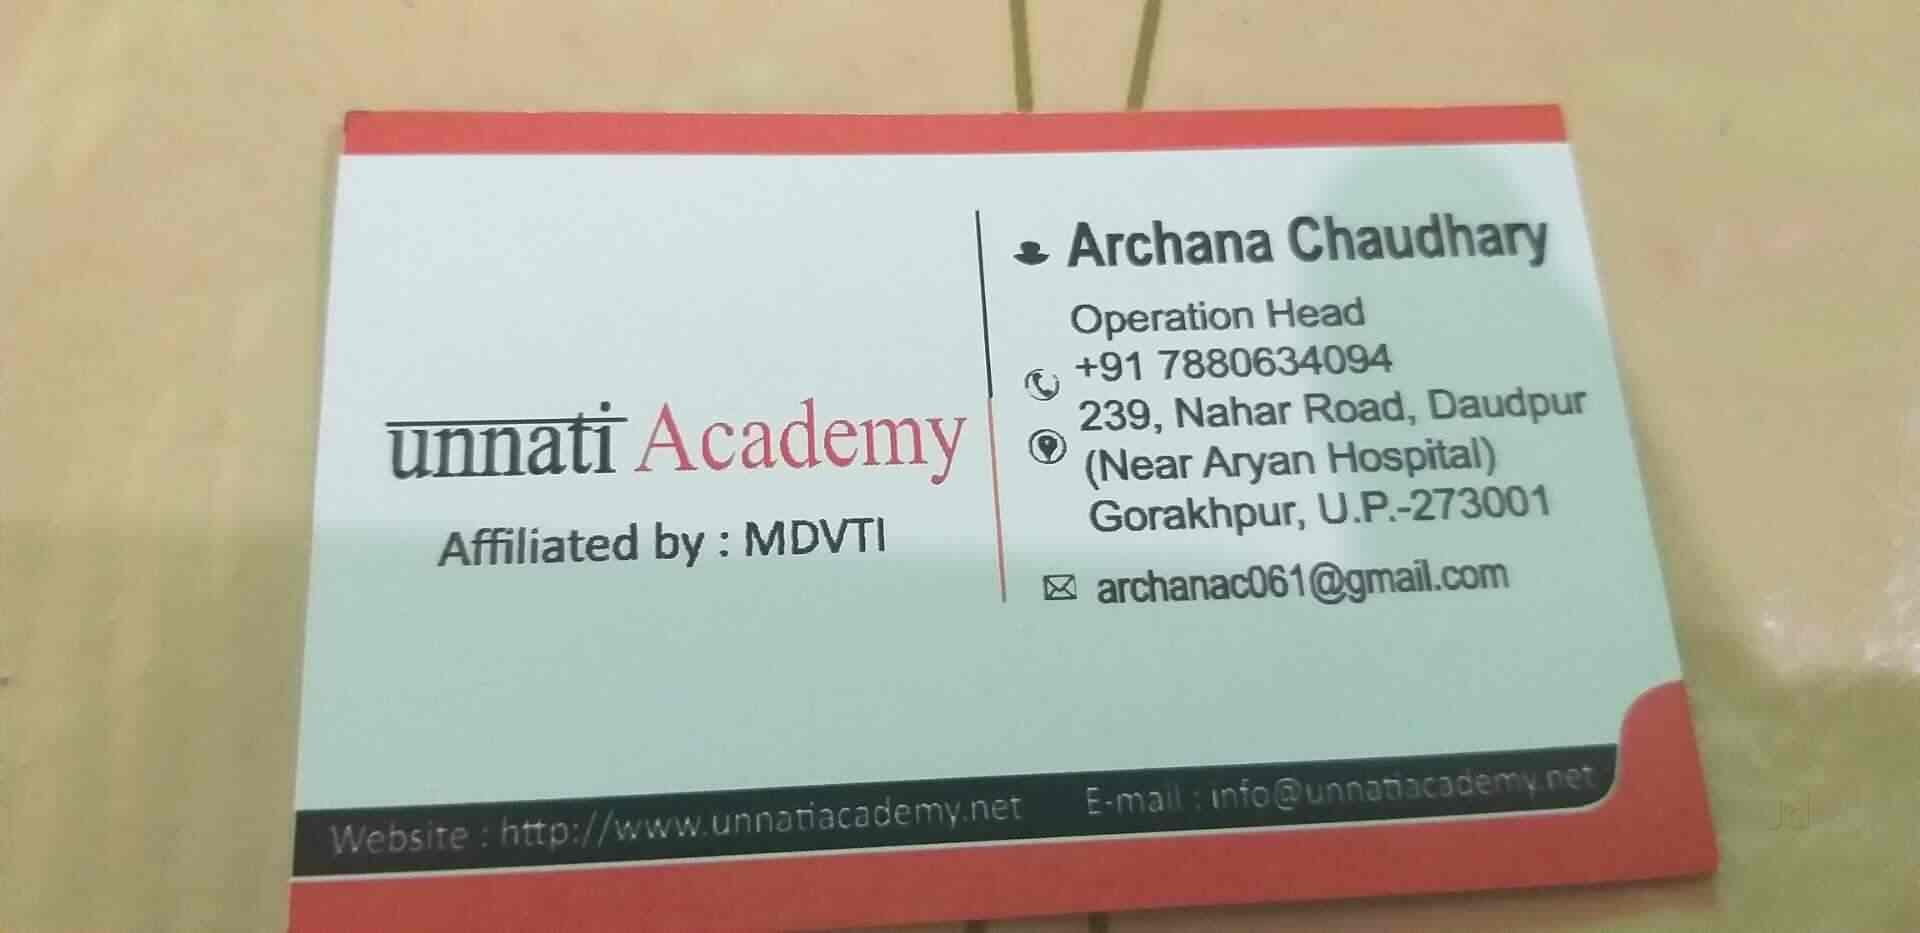 unnati Academy
Affiliated by : MDVTI
Archana Chaudhary
Operation Head
+91 7880634094
239, Nahar Road, Daudpur
(Near Aryan Hospital)
Gorakhpur, U.P.-273001
archanac061@gmail.com
Website : http://www.unnatiacademy.net E-mail : info@unnatiacademy.net